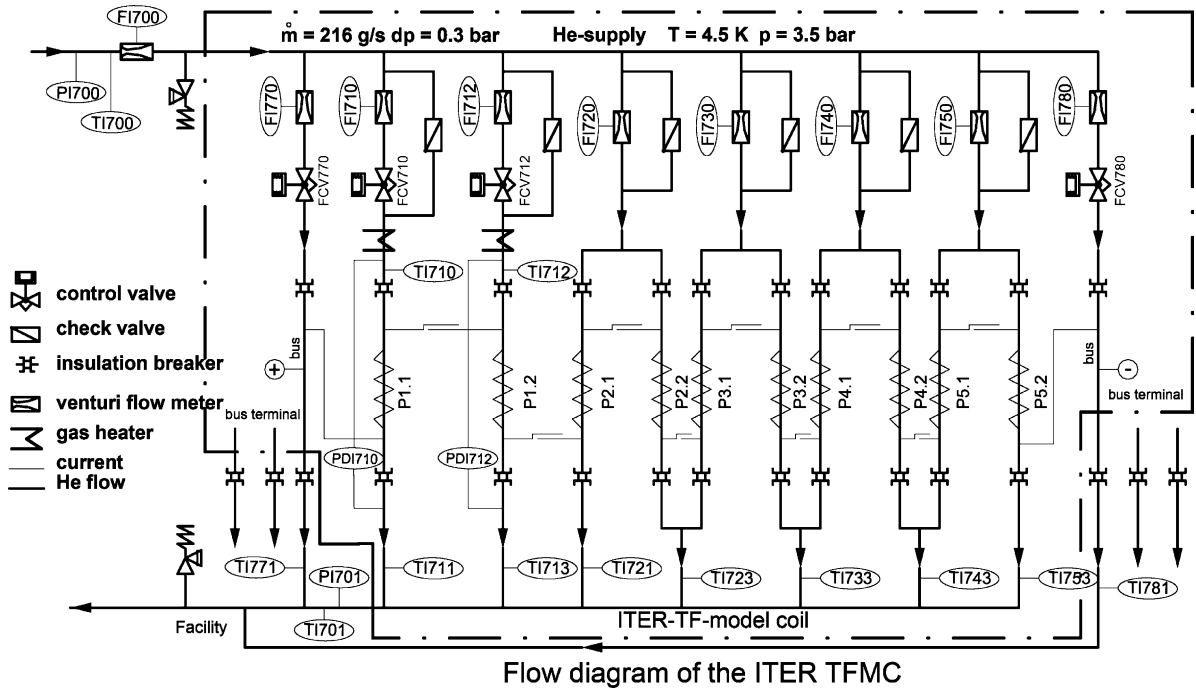 FI700
ṁ = 216 g/s dp = 0.3 bar He-supply T = 4.5 K p = 3.5 bar
PI700
TI700
FI770
FI710
FI712
FI720
FI730
FI740
FI750
FI780
FCV770
FCV710
FCV712
FCV780
TI710
TI712
control valve
check valve
insulation breaker
venturi flow meter
gas heater
current
He flow
bus
+
bus terminal
P1.1
P1.2
P2.1
P2.2
P3.1
P3.2
P4.1
P4.2
P5.1
P5.2
bus
-
bus terminal
PDI710
PDI712
TI771
PI701
TI711
TI713
TI721
TI723
TI733
TI743
TI753
TI781
Facility
TI701
ITER-TF-model coil
Flow diagram of the ITER TFMC